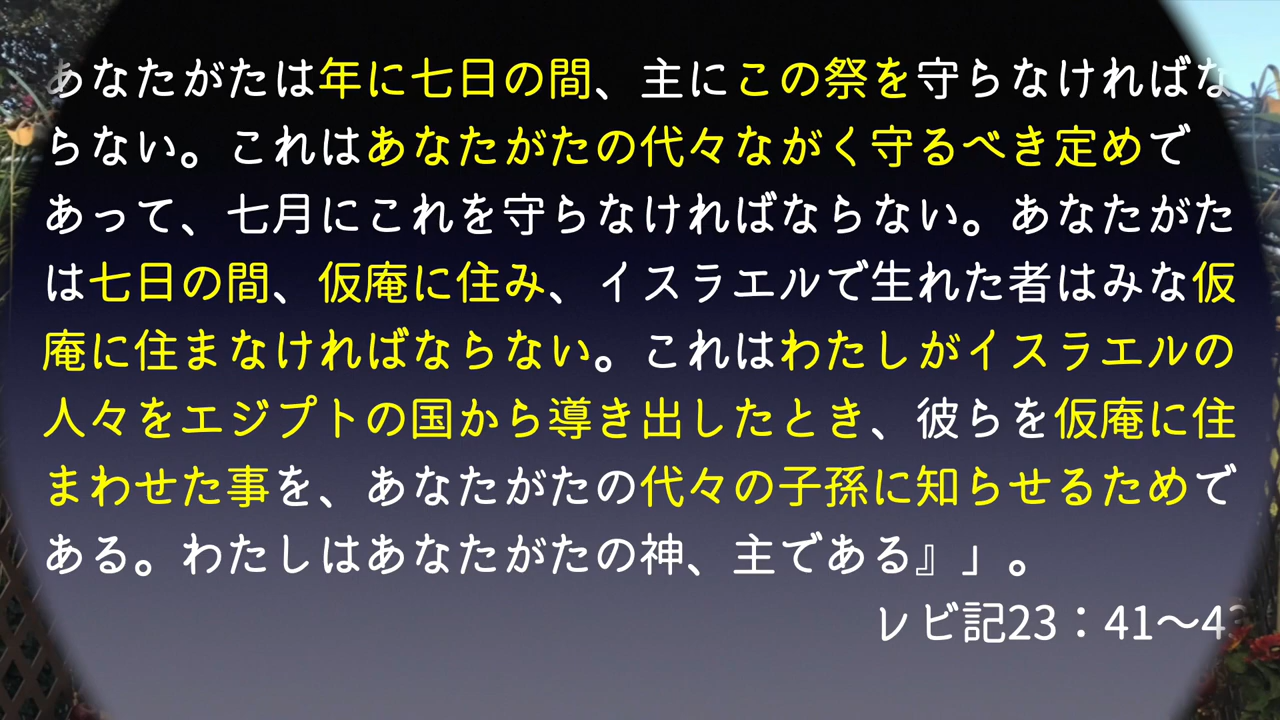 あなたがたは年に七日の間、主にこの祭を守らなければな
らない。これはあなたがたの代々ながく守るべき定めで
あって、七月にこれを守らなければならない。あなたがた
は七日の間、仮庵に住み、イスラエルで生れた者はみな仮
庵に住まなければならない。これはわたしがイスラエルの
人々をエジプトの国から導き出したとき、彼らを仮庵に住
まわせた事を、あなたがたの代々の子孫に知らせるためで
ある。わたしはあなたがたの神、主である』」。
レビ記23：41～43